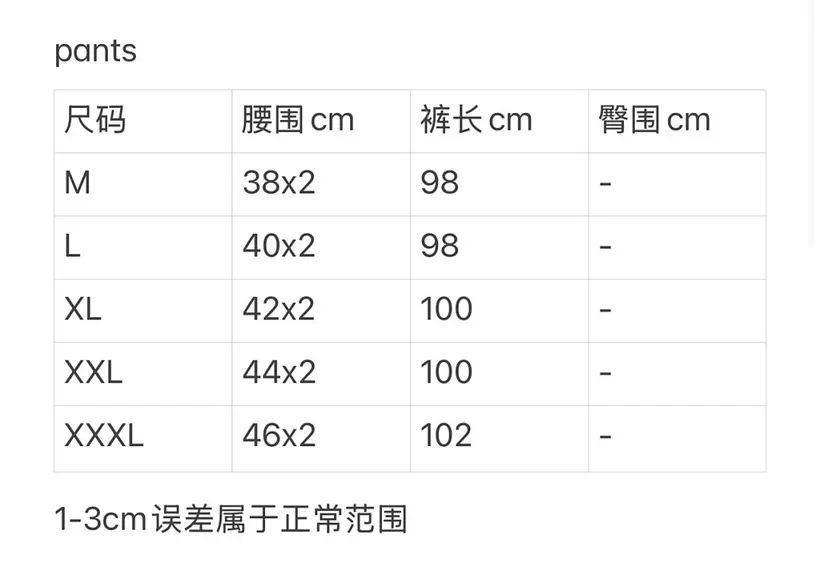 pants
尺码 腰围cm 裤长cm 臀围cm
M 38x2 98 -
L 40x2 98 -
XL 42x2 100 -
XXL 44x2 100 -
XXXL 46x2 102 -
1-3cm误差属于正常范围